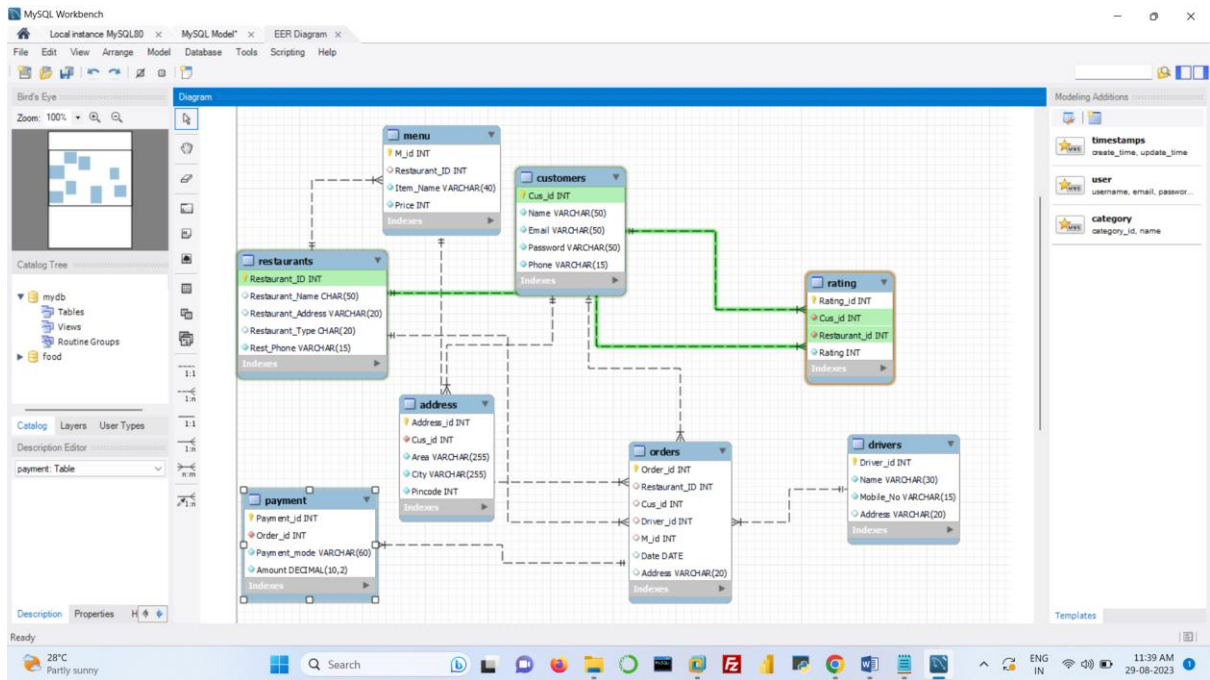 MySQL Workbench
Local instance MySQL80 × MySQL Model* × EER Diagram ×
File Edit View Arrange Model Database Tools Scripting Help
Bird's Eye
Zoom: 100%
Diagram
menu
M_id INT
Restaurant_ID INT
Item_Name VARCHAR(40)
Price INT
Indexes
customers
Cus_id INT
Name VARCHAR(50)
Email VARCHAR(50)
Password VARCHAR(50)
Phone VARCHAR(15)
Indexes
restaurants
Restaurant_ID INT
Restaurant_Name CHAR(50)
Restaurant_Address VARCHAR(20)
Restaurant_Type CHAR(20)
Rest_Phone VARCHAR(15)
Indexes
rating
Rating_id INT
Cus_id INT
Restaurant_id INT
Rating INT
Indexes
address
Address_id INT
Cus_id INT
Area VARCHAR(255)
City VARCHAR(255)
Pincode INT
Indexes
orders
Order_id INT
Restaurant_ID INT
Cus_id INT
Driver_id INT
M_id INT
Date DATE
Address VARCHAR(20)
Indexes
drivers
Driver_id INT
Name VARCHAR(30)
Mobile_No VARCHAR(15)
Address VARCHAR(20)
Indexes
payment
Payment_id INT
Order_id INT
Payment_mode VARCHAR(60)
Amount DECIMAL(10,2)
Indexes
Catalog Tree
mydb
Tables
Views
Routine Groups
food
Catalog Layers User Types
Description Editor
payment: Table
Description Properties H
1:1
1:n
1:1
1:n
n:m
1:n
Modeling Additions
timestamps
create_time, update_time
user
username, email, passwor...
category
category_id, name
Templates
Ready
28°C
Partly sunny
Search
ENG
IN
11:39 AM
29-08-2023
1